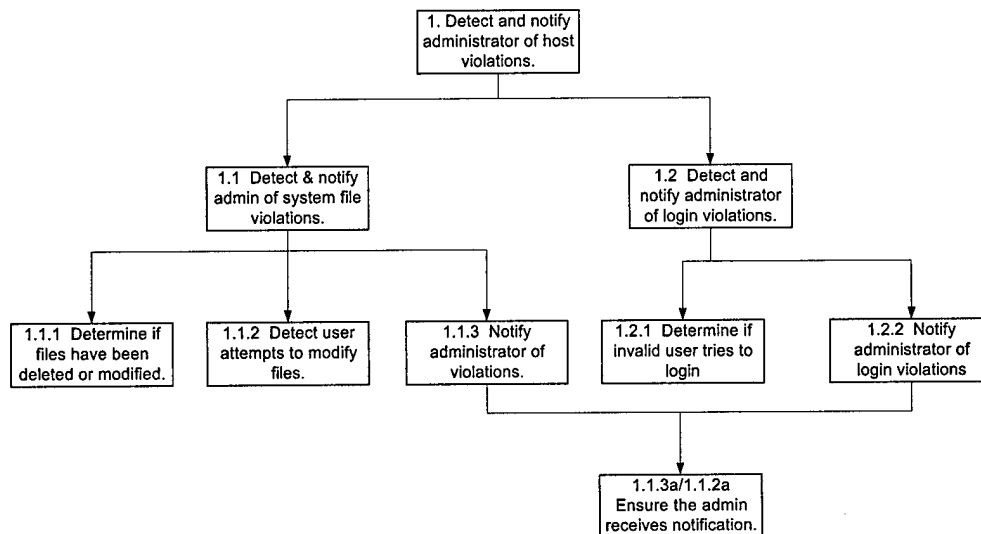 1. Detect and notify
administrator of host
violations.
1.1 Detect & notify
admin of system file
violations.
1.2 Detect and
notify administrator
of login violations.
1.1.1 Determine if
files have been
deleted or modified.
1.1.2 Detect user
attempts to modify
files.
1.1.3 Notify
administrator of
violations.
1.2.1 Determine if
invalid user tries to
login
1.2.2 Notify
administrator of
login violations
1.1.3a/1.1.2a
Ensure the admin
receives notification.